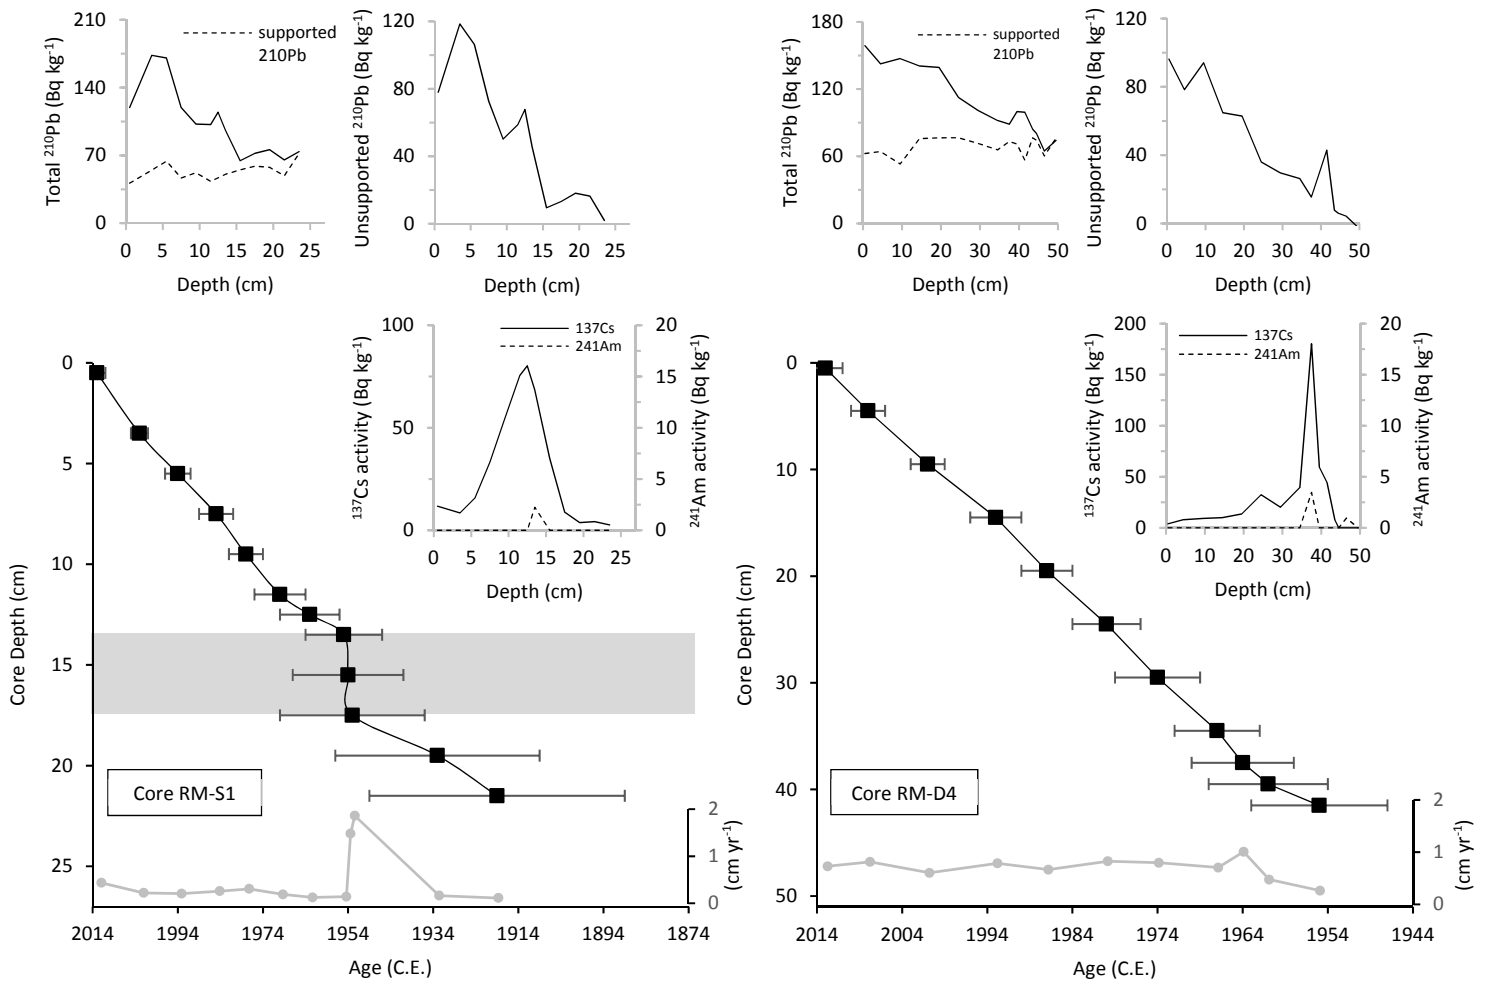 Total ²¹⁰Pb (Bq kg⁻¹)
210
140
70
0
supported
210Pb
0 5 10 15 20 25
Depth (cm)
Unsupported ²¹⁰Pb (Bq kg⁻¹)
120
80
40
0
0 5 10 15 20 25
Depth (cm)
Total ²¹⁰Pb (Bq kg⁻¹)
180
120
60
0
supported
210Pb
0 10 20 30 40 50
Depth (cm)
Unsupported ²¹⁰Pb (Bq kg⁻¹)
120
80
40
0
0 10 20 30 40 50
Depth (cm)
¹³⁷Cs activity (Bq kg⁻¹)
100
50
0
137Cs
241Am
20
15
10
5
0
²⁴¹Am activity (Bq kg⁻¹)
0 5 10 15 20 25
Depth (cm)
Core Depth (cm)
0
5
10
15
20
25
Core RM-S1
2
1
0
(cm yr⁻¹)
2014 1994 1974 1954 1934 1914 1894 1874
Age (C.E.)
¹³⁷Cs activity (Bq kg⁻¹)
200
150
100
50
0
137Cs
241Am
20
15
10
5
0
²⁴¹Am activity (Bq kg⁻¹)
0 10 20 30 40 50
Depth (cm)
Core Depth (cm)
0
10
20
30
40
50
Core RM-D4
2
1
0
(cm yr⁻¹)
2014 2004 1994 1984 1974 1964 1954 1944
Age (C.E.)